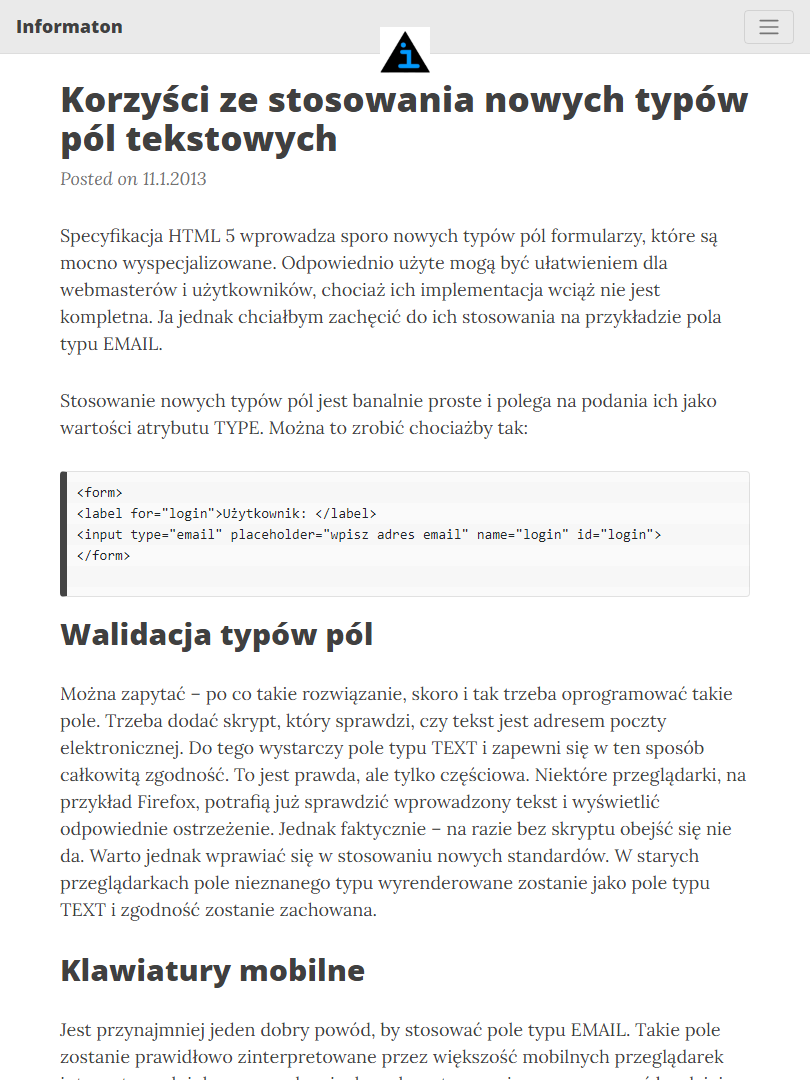 Informaton
i
Korzyści ze stosowania nowych typów
pól tekstowych
Posted on 11.1.2013
Specyfikacja HTML 5 wprowadza sporo nowych typów pól formularzy, które są
mocno wyspecjalizowane. Odpowiednio użyte mogą być ułatwieniem dla
webmasterów i użytkowników, chociaż ich implementacja wciąż nie jest
kompletna. Ja jednak chciałbym zachęcić do ich stosowania na przykładzie pola
typu EMAIL.
Stosowanie nowych typów pól jest banalnie proste i polega na podania ich jako
wartości atrybutu TYPE. Można to zrobić chociażby tak:
<form>
<label for="login">Użytkownik: </label>
<input type="email" placeholder="wpisz adres email" name="login" id="login">
</form>
Walidacja typów pól
Można zapytać – po co takie rozwiązanie, skoro i tak trzeba oprogramować takie
pole. Trzeba dodać skrypt, który sprawdzi, czy tekst jest adresem poczty
elektronicznej. Do tego wystarczy pole typu TEXT i zapewni się w ten sposób
całkowitą zgodność. To jest prawda, ale tylko częściowa. Niektóre przeglądarki, na
przykład Firefox, potrafią już sprawdzić wprowadzony tekst i wyświetlić
odpowiednie ostrzeżenie. Jednak faktycznie – na razie bez skryptu obejść się nie
da. Warto jednak wprawiać się w stosowaniu nowych standardów. W starych
przeglądarkach pole nieznanego typu wyrenderowane zostanie jako pole typu
TEXT i zgodność zostanie zachowana.
Klawiatury mobilne
Jest przynajmniej jeden dobry powód, by stosować pole typu EMAIL. Takie pole
zostanie prawidłowo zinterpretowane przez większość mobilnych przeglądarek